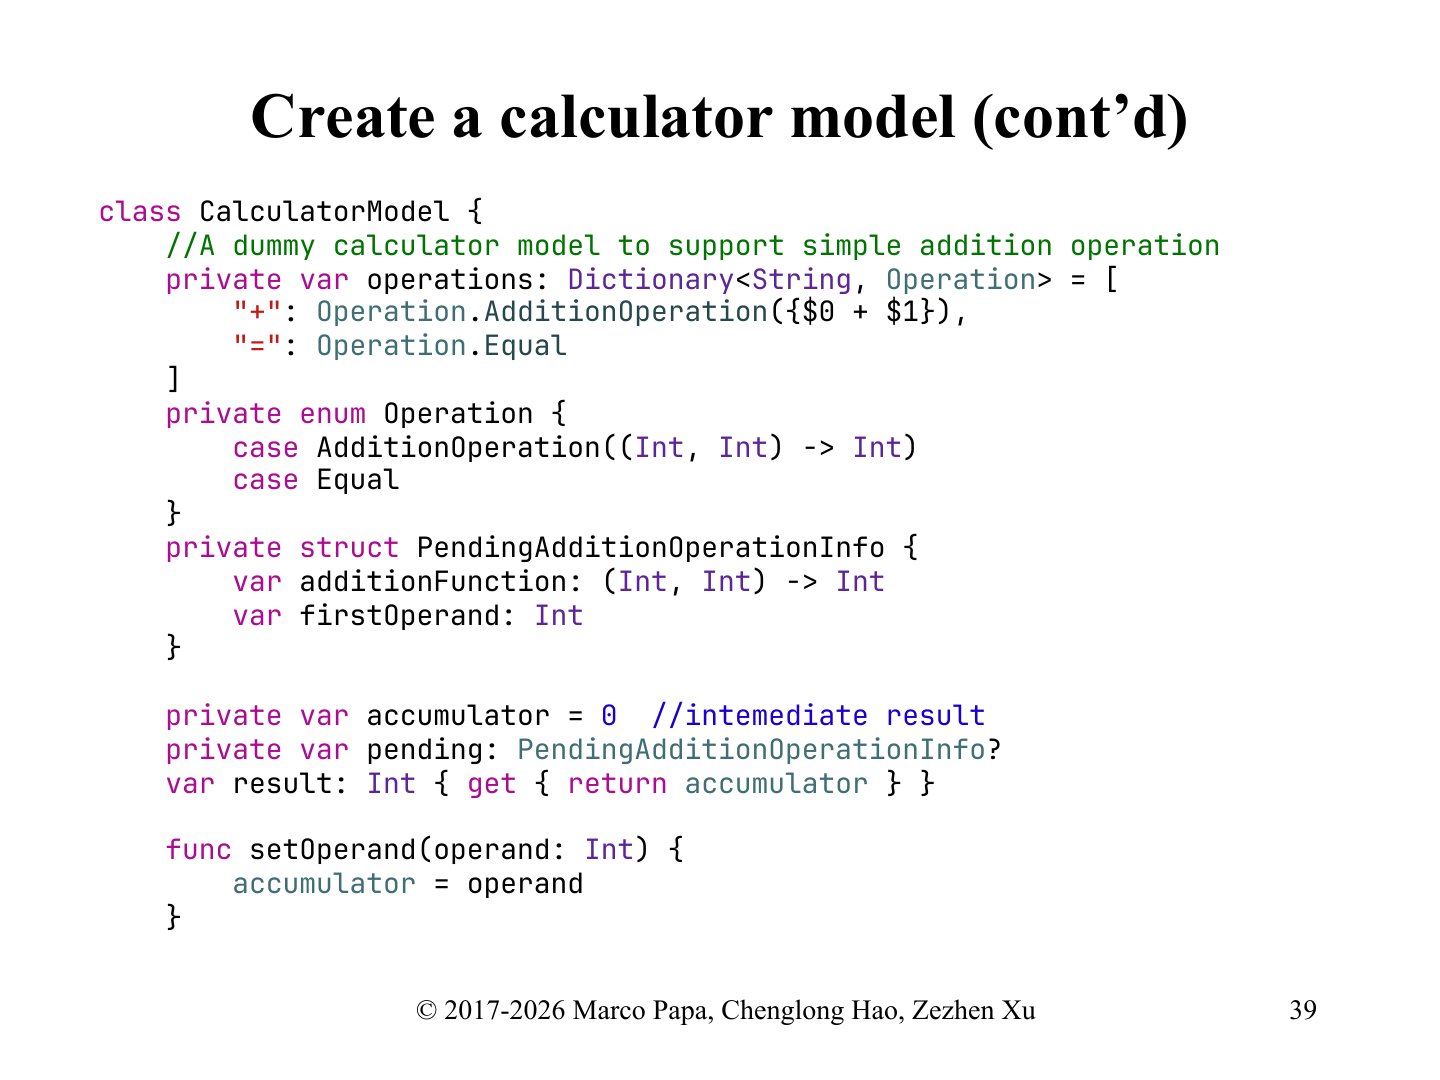 Create a calculator model (cont’d)
class CalculatorModel {
    //A dummy calculator model to support simple addition operation
    private var operations: Dictionary<String, Operation> = [
        "+": Operation.AdditionOperation({$0 + $1}),
        "=": Operation.Equal
    ]
    private enum Operation {
        case AdditionOperation((Int, Int) -> Int)
        case Equal
    }
    private struct PendingAdditionOperationInfo {
        var additionFunction: (Int, Int) -> Int
        var firstOperand: Int
    }

    private var accumulator = 0  //intemediate result
    private var pending: PendingAdditionOperationInfo?
    var result: Int { get { return accumulator } }

    func setOperand(operand: Int) {
        accumulator = operand
    }
© 2017-2026 Marco Papa, Chenglong Hao, Zezhen Xu
39